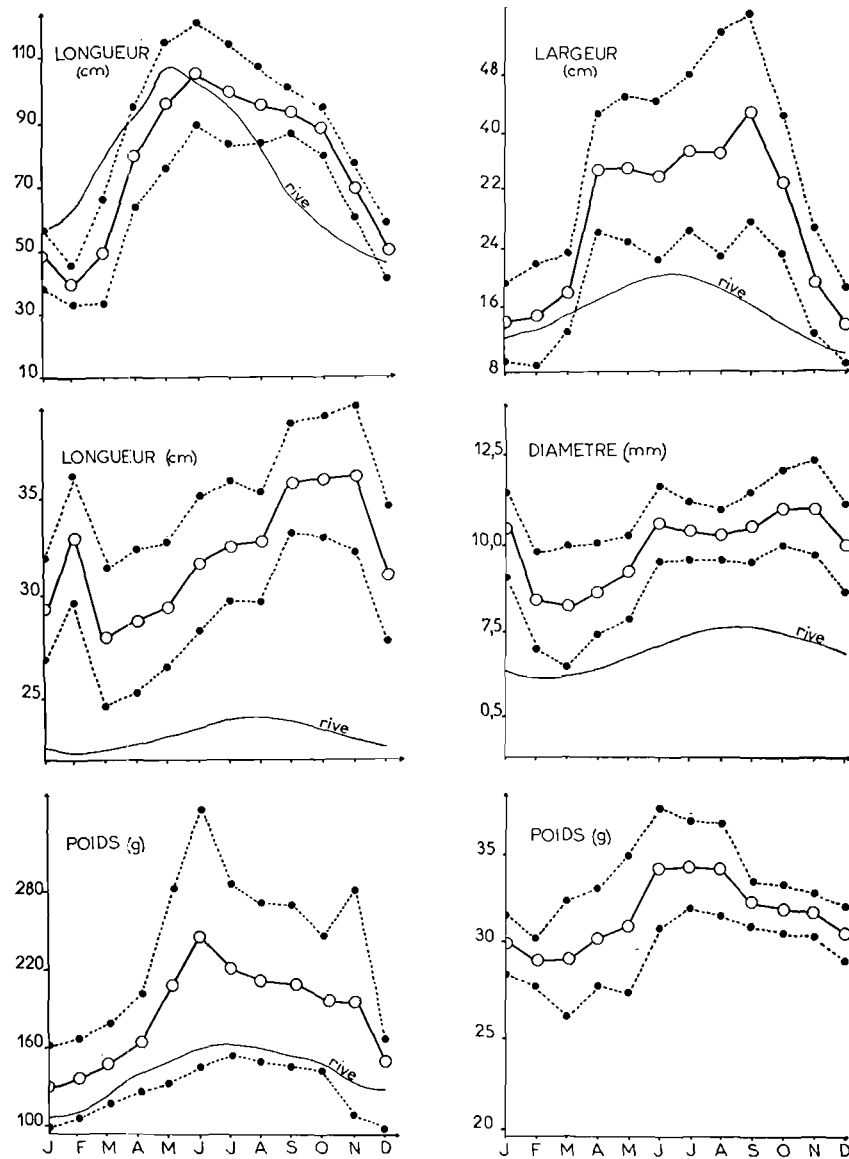 LONGUEUR
(cm)
110
90
70
50
30
10
rive
LARGEUR
(cm)
48
40
22
24
16
8
rive
LONGUEUR (cm)
35
30
25
rive
DIAMETRE (mm)
12,5
10,0
7,5
0,5
rive
POIDS (g)
280
220
160
100
rive
J F M A M J J A S O N D
POIDS (g)
35
30
25
20
J F M A M J J A S O N D